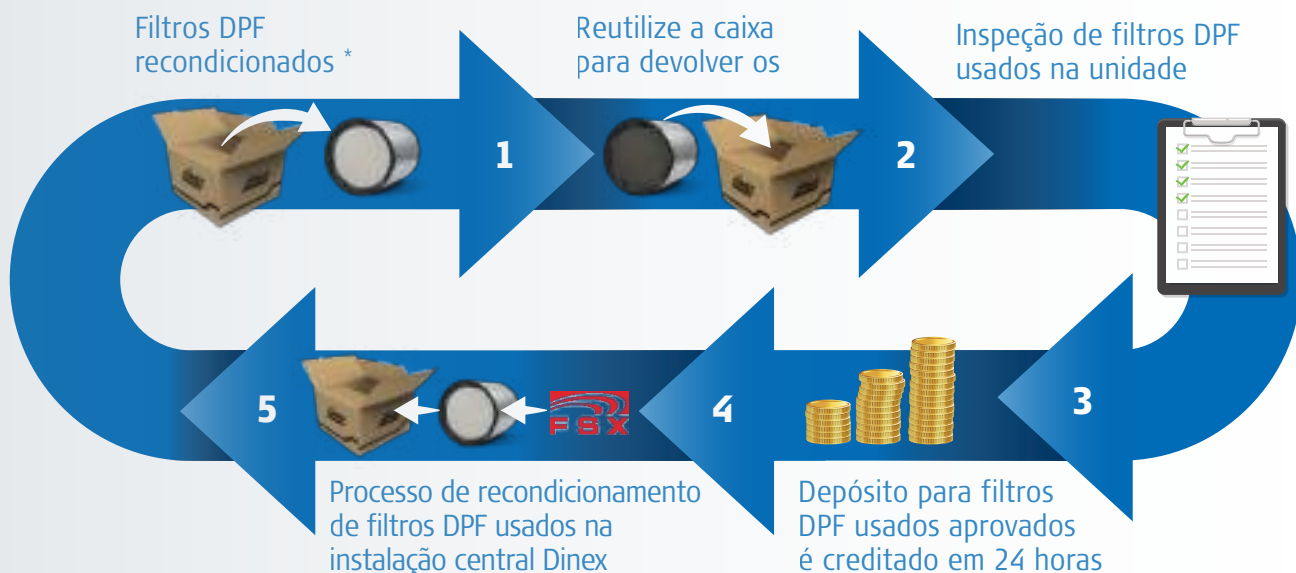 Filtros DPF
recondicionados *
Reutilize a caixa
para devolver os
Inspeção de filtros DPF
usados na unidade
1
2
3
Depósito para filtros
DPF usados aprovados
é creditado em 24 horas
4
FSX
Processo de recondicionamento
de filtros DPF usados na
instalação central Dinex
5